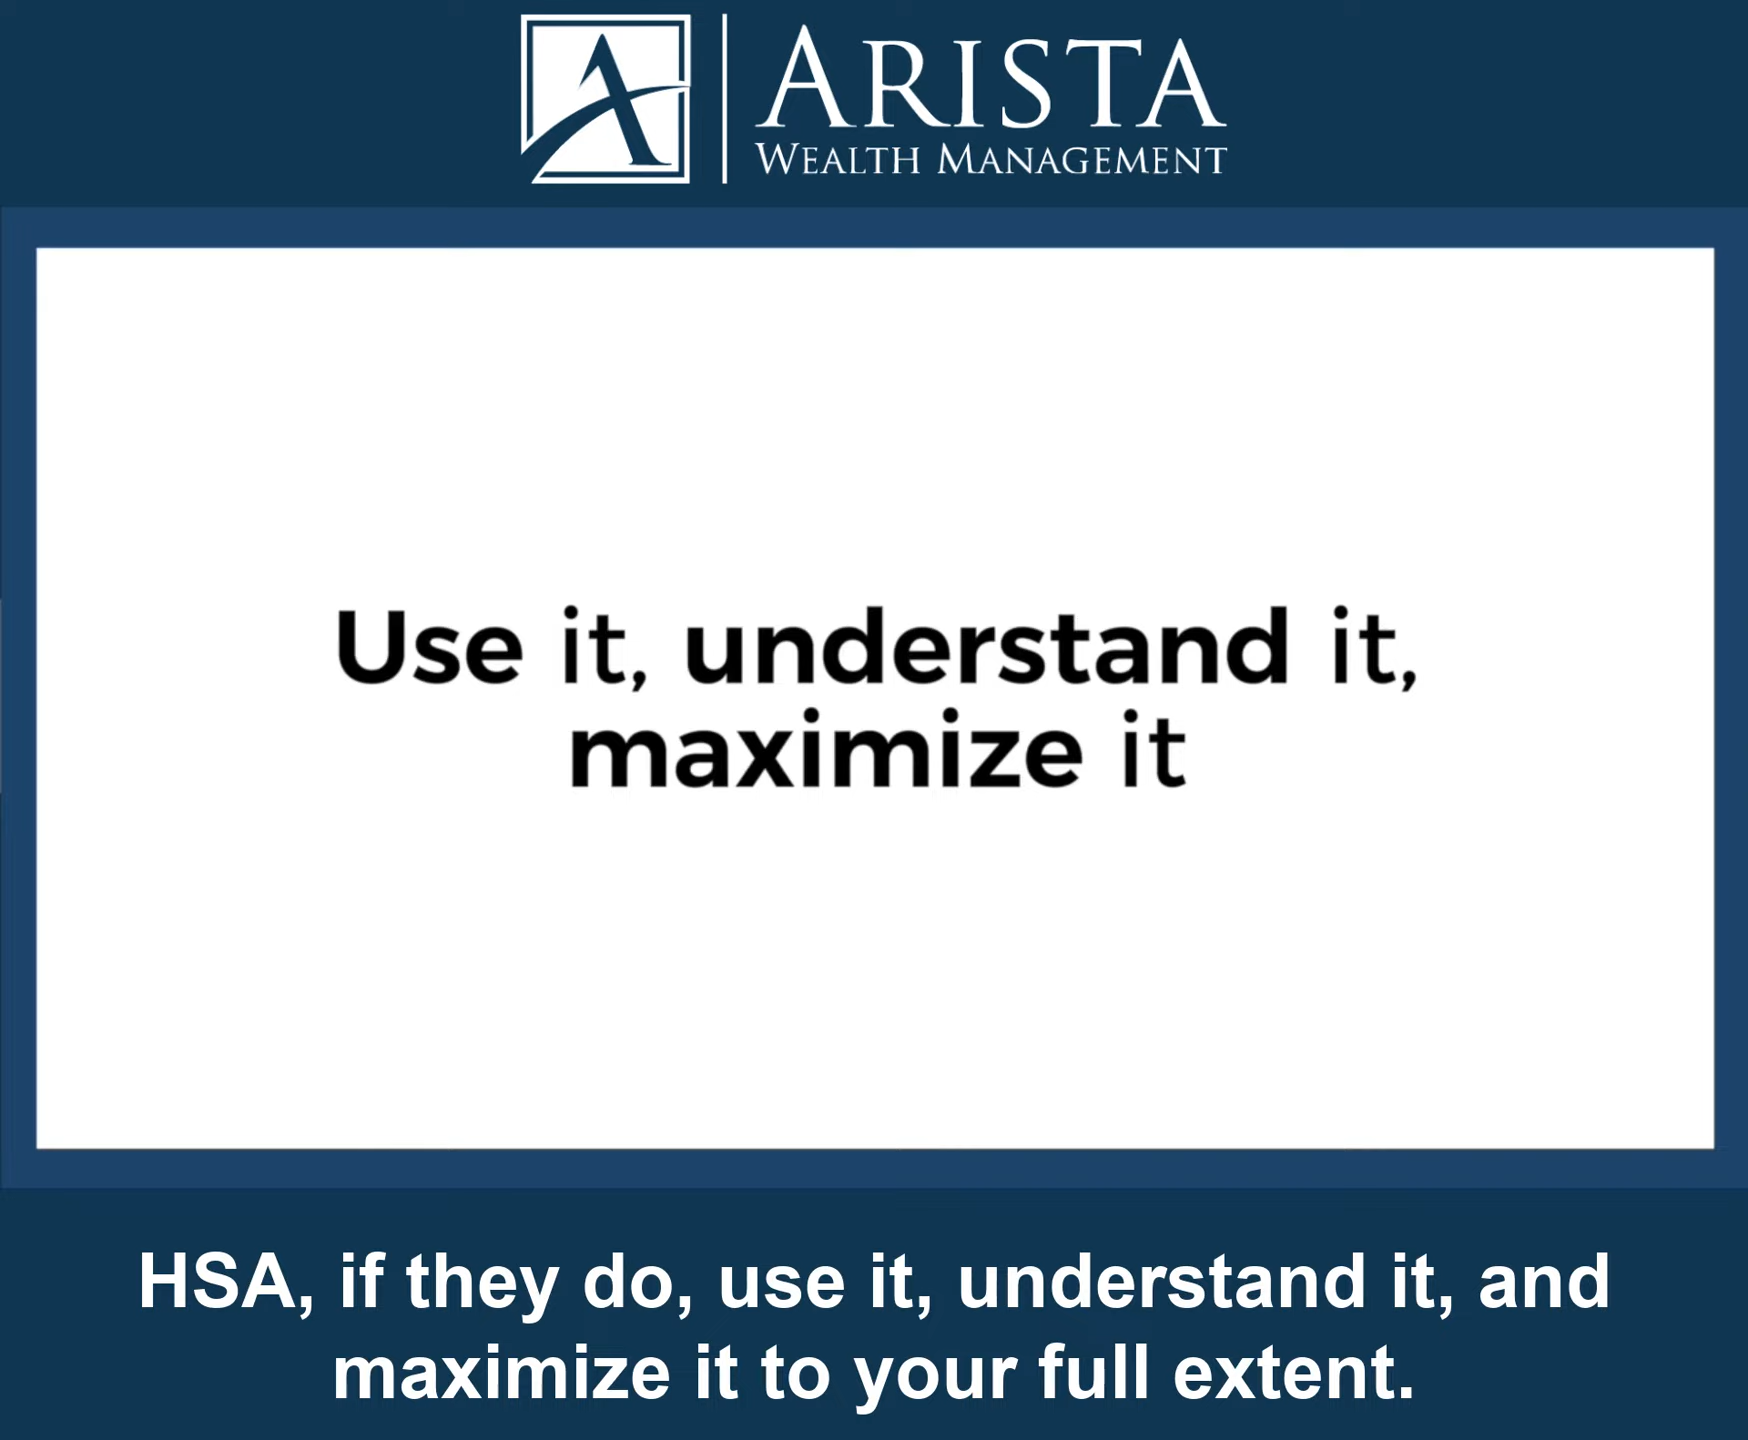 ARISTA
WEALTH MANAGEMENT
Use it, understand it,
maximize it
HSA, if they do, use it, understand it, and
maximize it to your full extent.